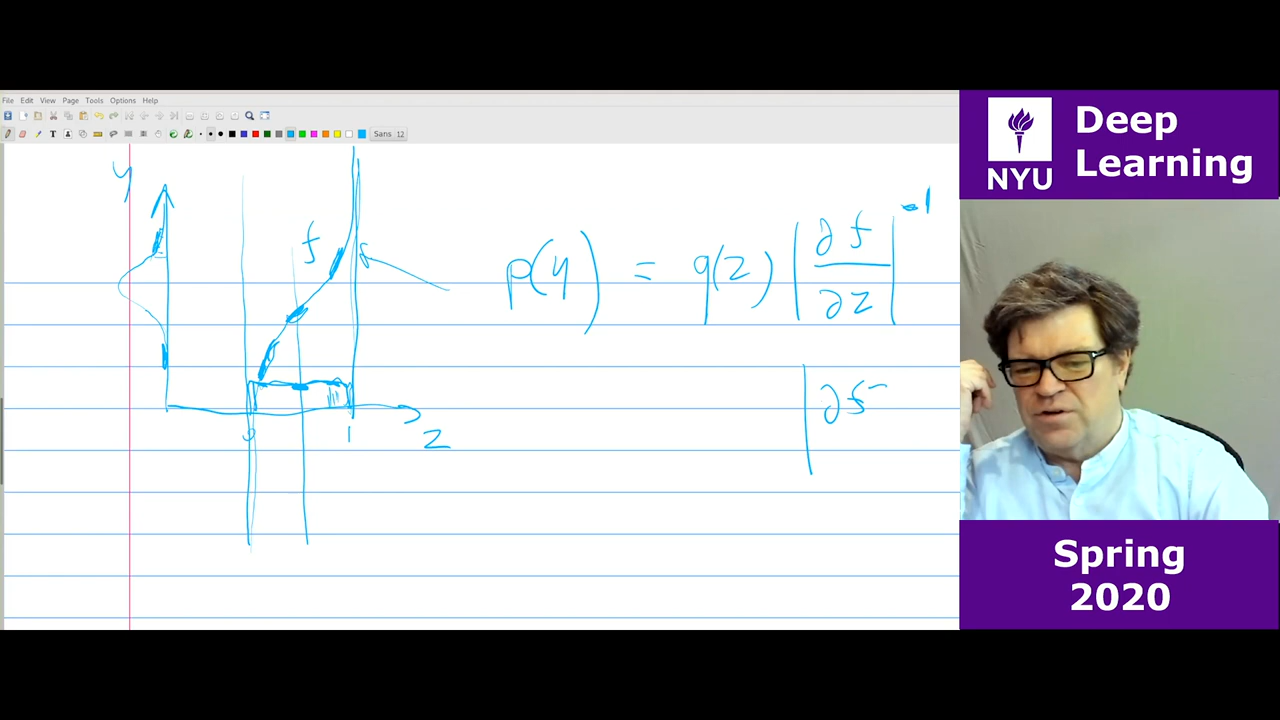 File Edit View Page Tools Options Help
Sans 12
y
f
0
1
z
p(y) = q(z) |∂f/∂z|^-1
|∂f
NYU
Deep
Learning
Spring
2020